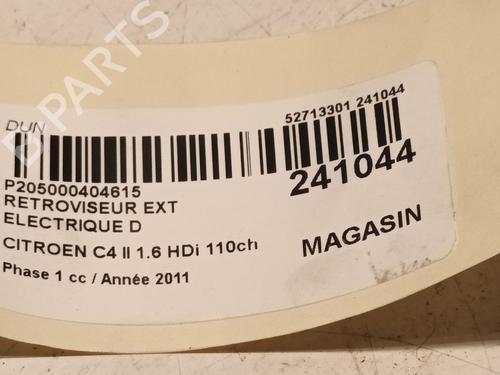 B-PARTS
DUN
52713301 241044
P205000404615
241044
RETROVISEUR EXT
ELECTRIQUE D
MAGASIN
CITROEN C4 II 1.6 HDi 110ch
Phase 1 cc / Année 2011